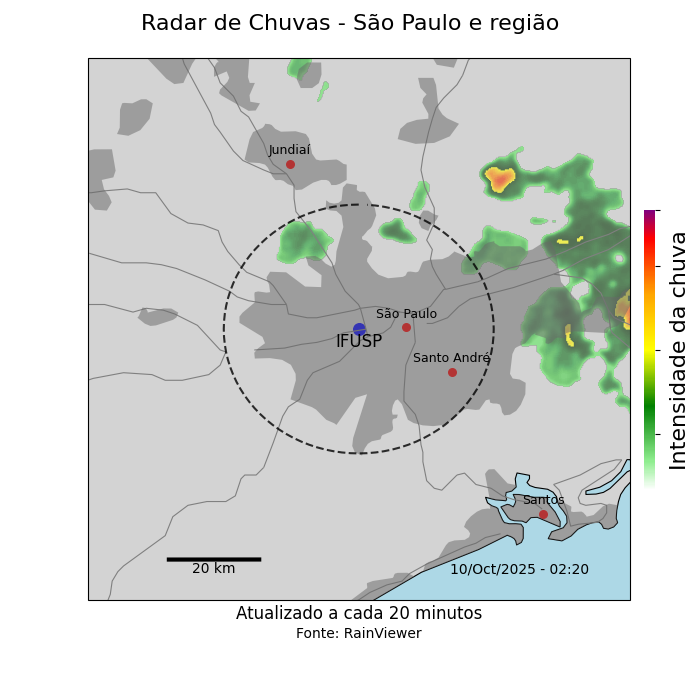 Radar de Chuvas - São Paulo e região
Jundiaí
São Paulo
IFUSP
Santo André
Intensidade da chuva
Santos
20 km
10/Oct/2025 - 02:20
Atualizado a cada 20 minutos
Fonte: RainViewer